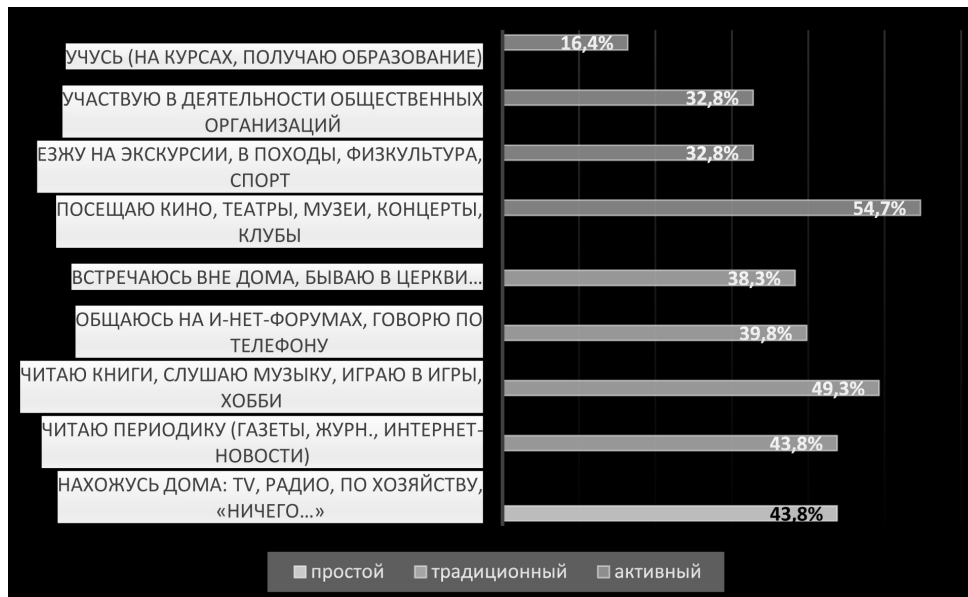 УЧУСЬ (НА КУРСАХ, ПОЛУЧАЮ ОБРАЗОВАНИЕ)
16,4%
УЧАСТВУЮ В ДЕЯТЕЛЬНОСТИ ОБЩЕСТВЕННЫХ
ОРГАНИЗАЦИЙ
32,8%
ЕЗЖУ НА ЭКСКУРСИИ, В ПОХОДЫ, ФИЗКУЛЬТУРА,
СПОРТ
32,8%
ПОСЕЩАЮ КИНО, ТЕАТРЫ, МУЗЕИ, КОНЦЕРТЫ,
КЛУБЫ
54,7%
ВСТРЕЧАЮСЬ ВНЕ ДОМА, БЫВАЮ В ЦЕРКВИ…
38,3%
ОБЩАЮСЬ НА И-НЕТ-ФОРУМАХ, ГОВОРЮ ПО
ТЕЛЕФОНУ
39,8%
ЧИТАЮ КНИГИ, СЛУШАЮ МУЗЫКУ, ИГРАЮ В ИГРЫ,
ХОББИ
49,3%
ЧИТАЮ ПЕРИОДИКУ (ГАЗЕТЫ, ЖУРН., ИНТЕРНЕТ-
НОВОСТИ)
43,8%
НАХОЖУСЬ ДОМА: TV, РАДИО, ПО ХОЗЯЙСТВУ,
«НИЧЕГО…»
43,8%
простой традиционный активный